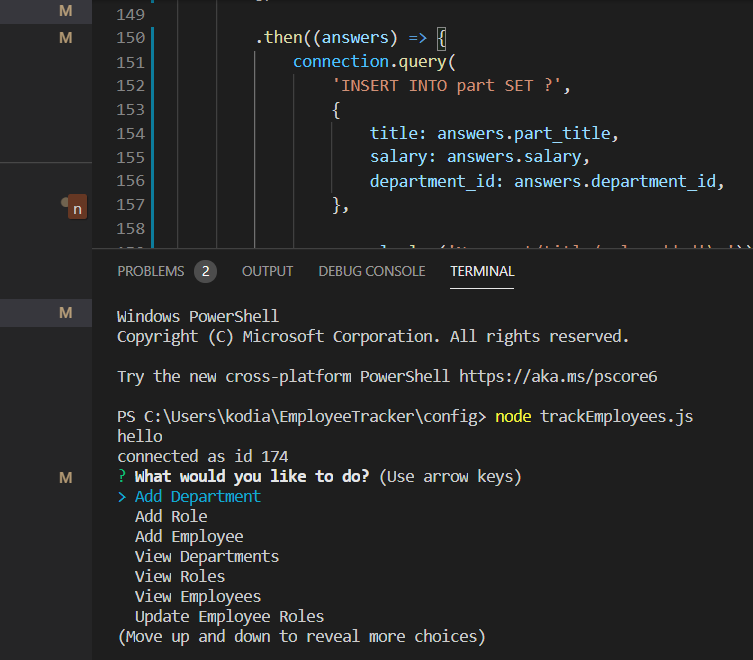 M
149
M
150 .then((answers) => {
151 connection.query(
152 'INSERT INTO part SET ?',
153 {
154 title: answers.part_title,
155 salary: answers.salary,
156 department_id: answers.department_id,
157 },
n
158
PROBLEMS 2 OUTPUT DEBUG CONSOLE TERMINAL
M
Windows PowerShell
Copyright (C) Microsoft Corporation. All rights reserved.
Try the new cross-platform PowerShell https://aka.ms/pscore6
PS C:\Users\kodia\EmployeeTracker\config> node trackEmployees.js
hello
connected as id 174
M
? What would you like to do? (Use arrow keys)
> Add Department
Add Role
Add Employee
View Departments
View Roles
View Employees
Update Employee Roles
(Move up and down to reveal more choices)